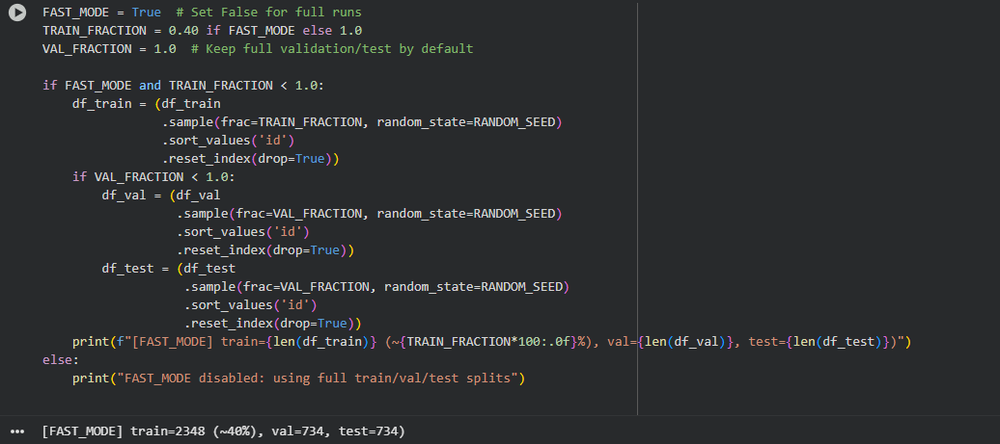 FAST_MODE = True  # Set False for full runs
TRAIN_FRACTION = 0.40 if FAST_MODE else 1.0
VAL_FRACTION = 1.0  # Keep full validation/test by default

if FAST_MODE and TRAIN_FRACTION < 1.0:
    df_train = (df_train
                .sample(frac=TRAIN_FRACTION, random_state=RANDOM_SEED)
                .sort_values('id')
                .reset_index(drop=True))
    if VAL_FRACTION < 1.0:
        df_val = (df_val
                  .sample(frac=VAL_FRACTION, random_state=RANDOM_SEED)
                  .sort_values('id')
                  .reset_index(drop=True))
        df_test = (df_test
                   .sample(frac=VAL_FRACTION, random_state=RANDOM_SEED)
                   .sort_values('id')
                   .reset_index(drop=True))
    print(f"[FAST_MODE] train={len(df_train)} (~{TRAIN_FRACTION*100:.0f}%), val={len(df_val)}, test={len(df_test)})")
else:
    print("FAST_MODE disabled: using full train/val/test splits")

[FAST_MODE] train=2348 (~40%), val=734, test=734)